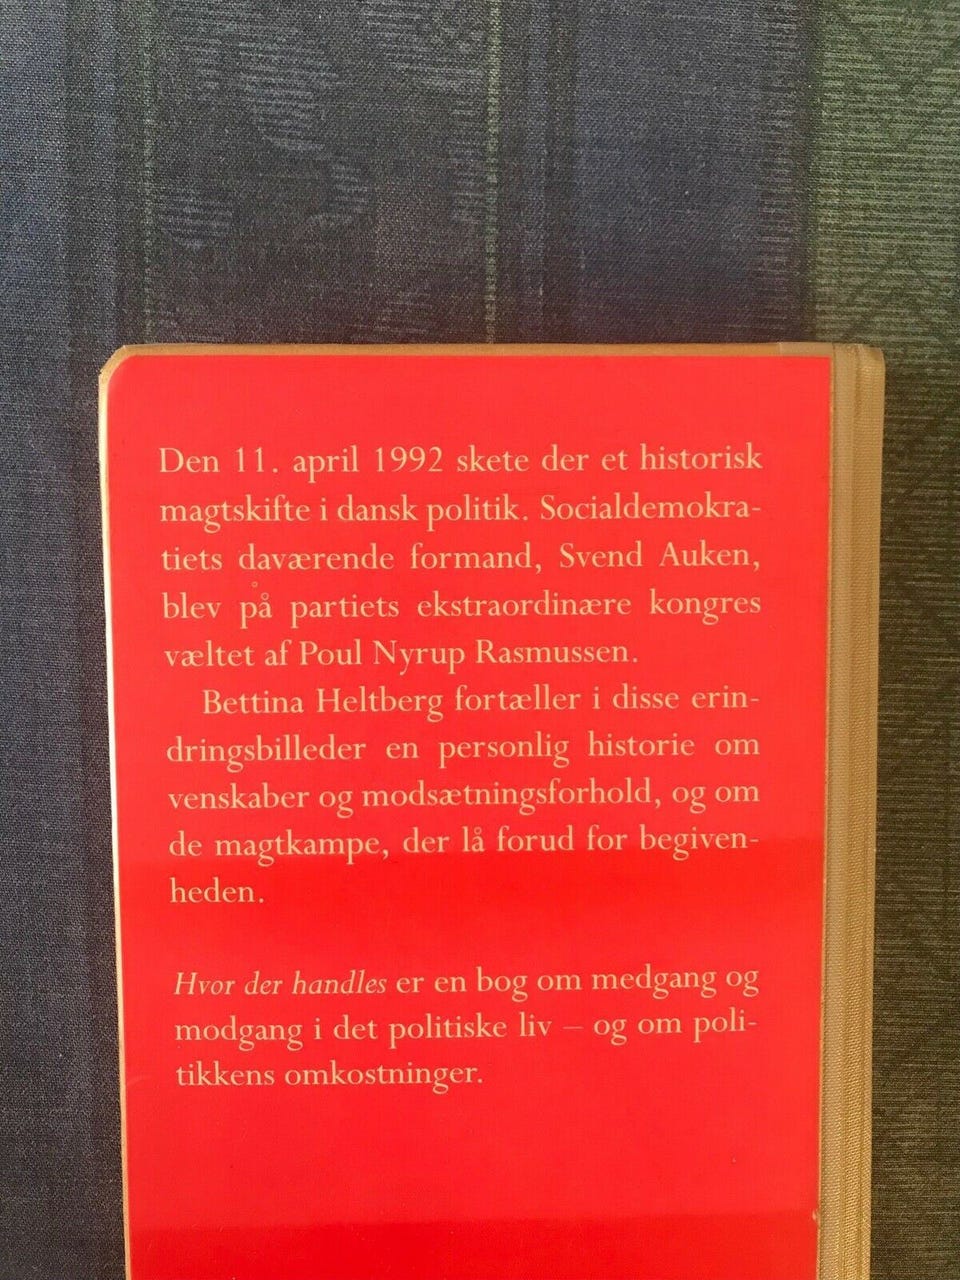 Den 11. april 1992 skete der et historisk
magtskifte i dansk politik. Socialdemokra-
tiets daværende formand, Svend Auken,
blev på partiets ekstraordinære kongres
væltet af Poul Nyrup Rasmussen.
Bettina Heltberg fortæller i disse erin-
dringsbilleder en personlig historie om
venskaber og modsætningsforhold, og om
de magtkampe, der lå forud for begiven-
heden.
Hvor der handles er en bog om medgang og
modgang i det politiske liv – og om poli-
tikkens omkostninger.